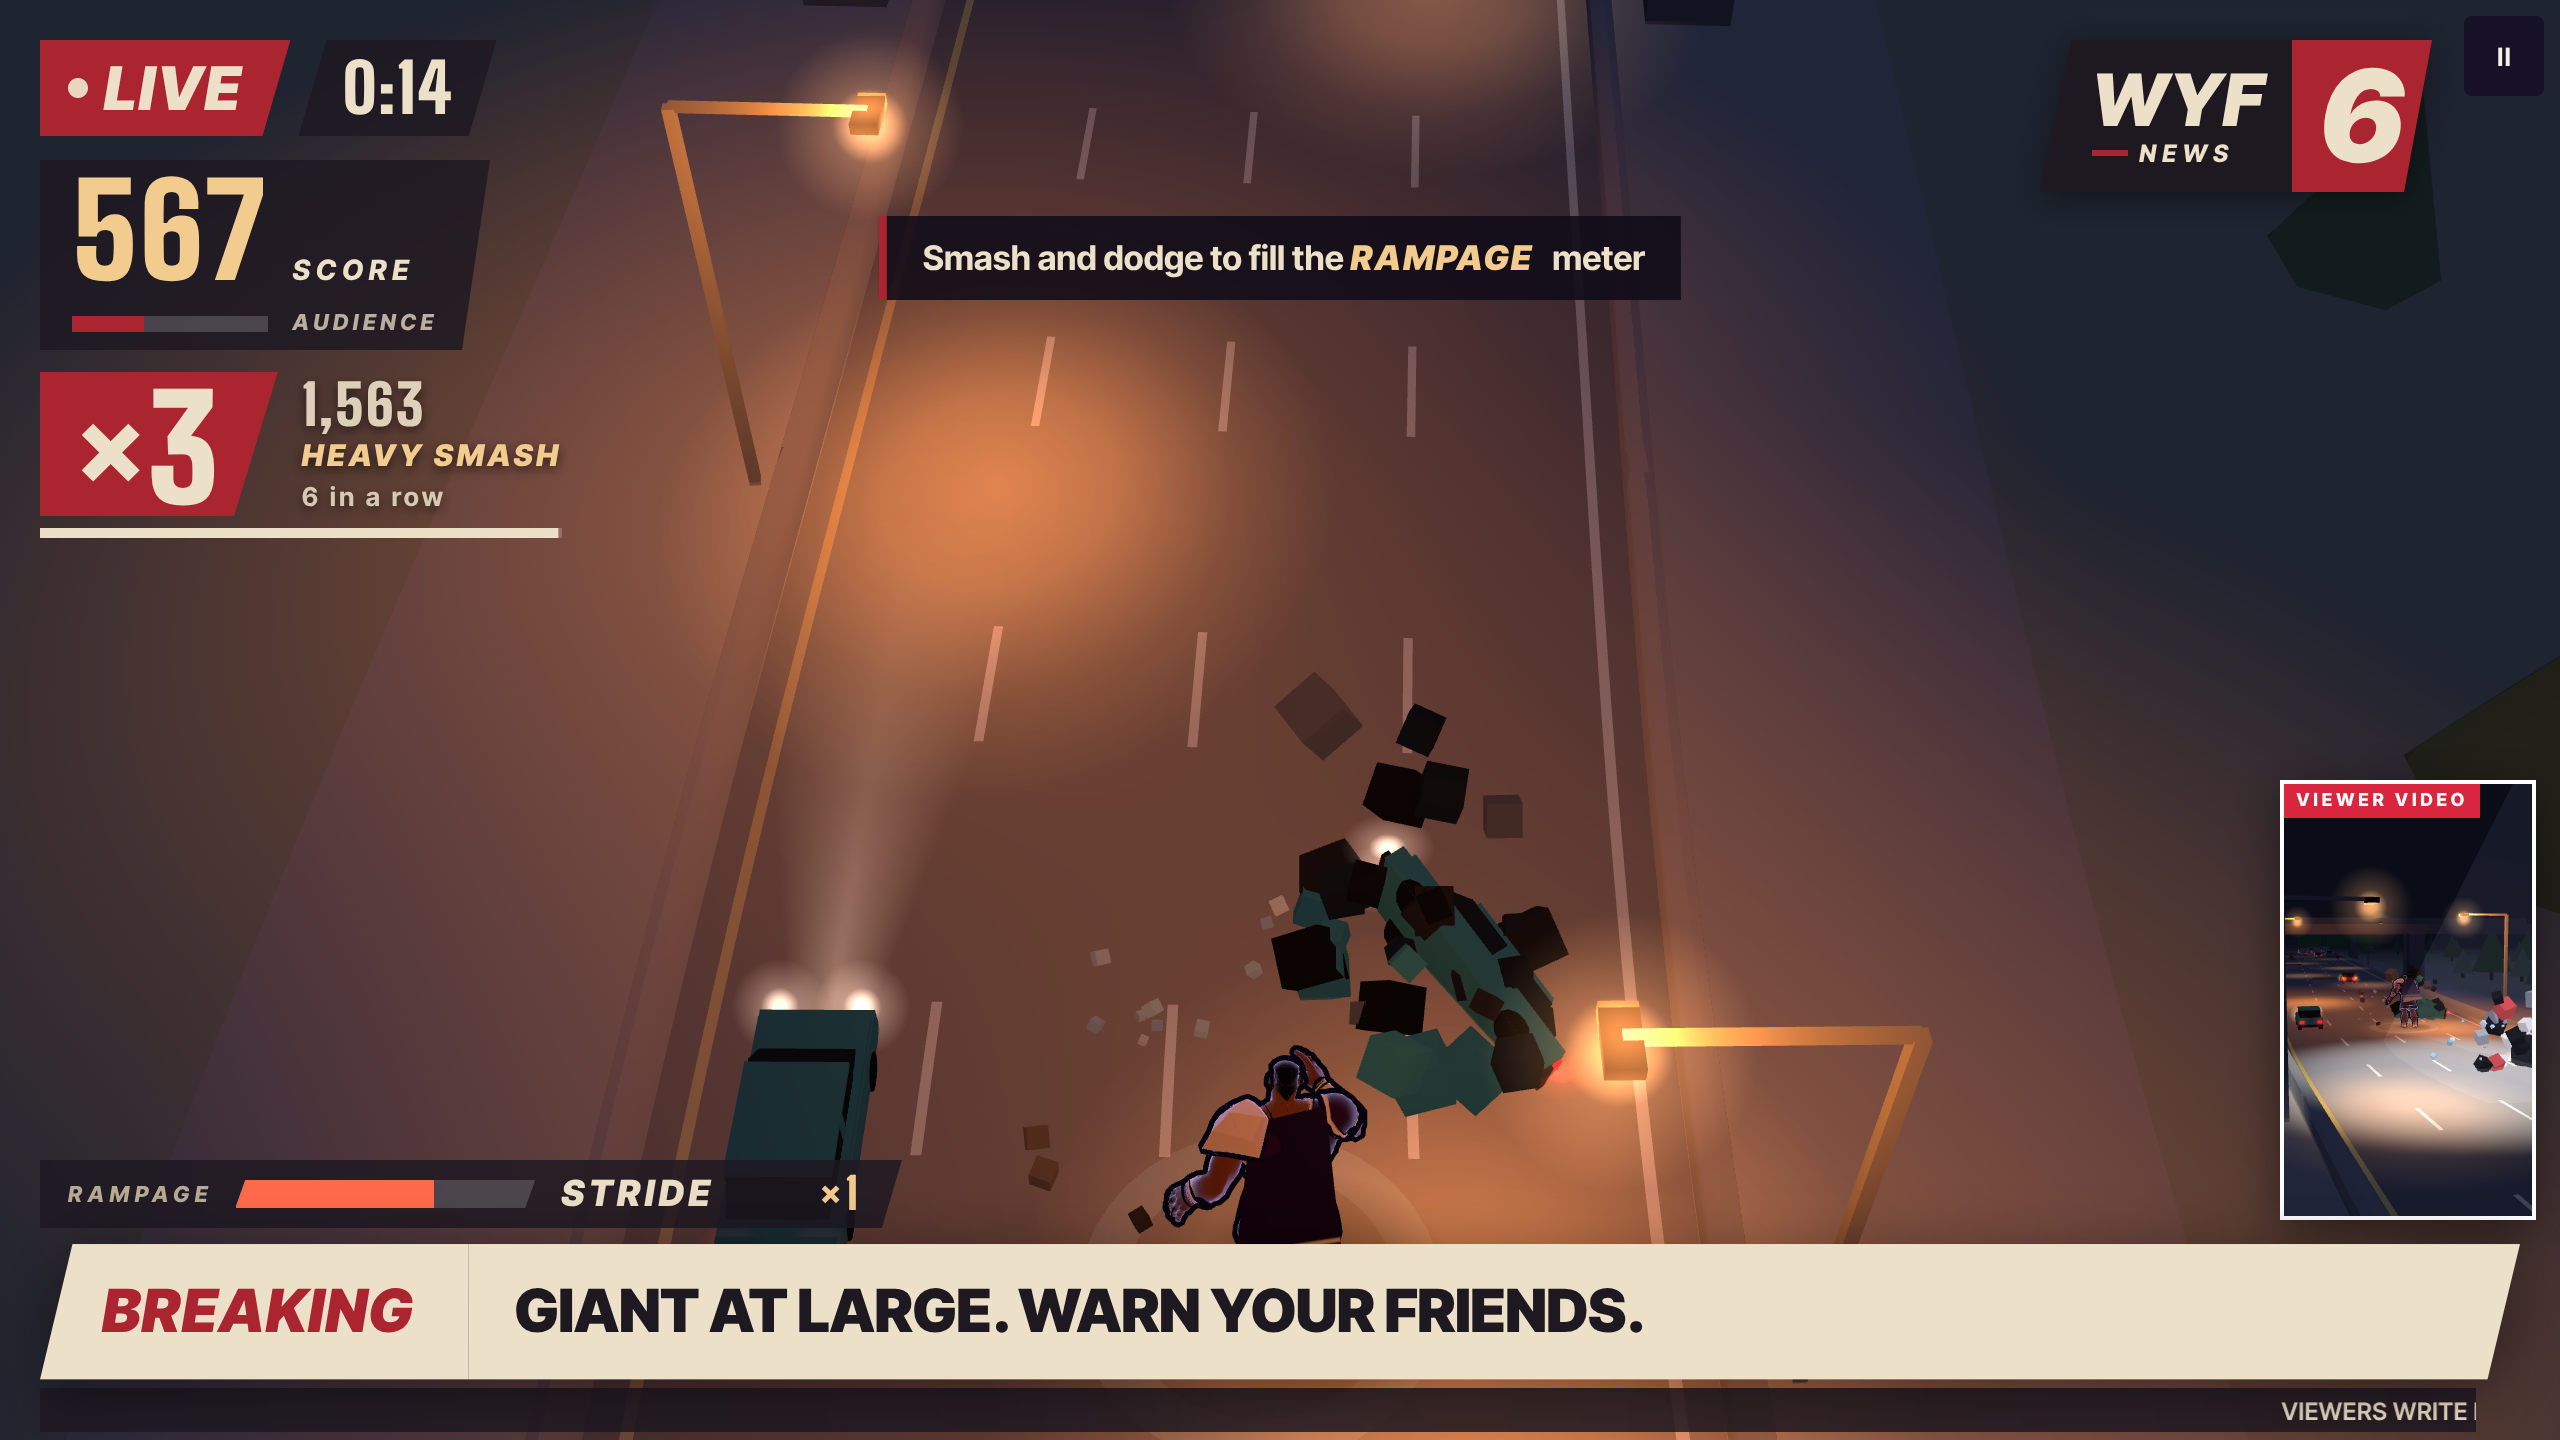 LIVE
0:14
WYF
NEWS
6
567
SCORE
AUDIENCE
Smash and dodge to fill the RAMPAGE meter
×3
1,563
HEAVY SMASH
6 in a row
VIEWER VIDEO
RAMPAGE
STRIDE
×1
BREAKING
GIANT AT LARGE. WARN YOUR FRIENDS.
VIEWERS WRITE